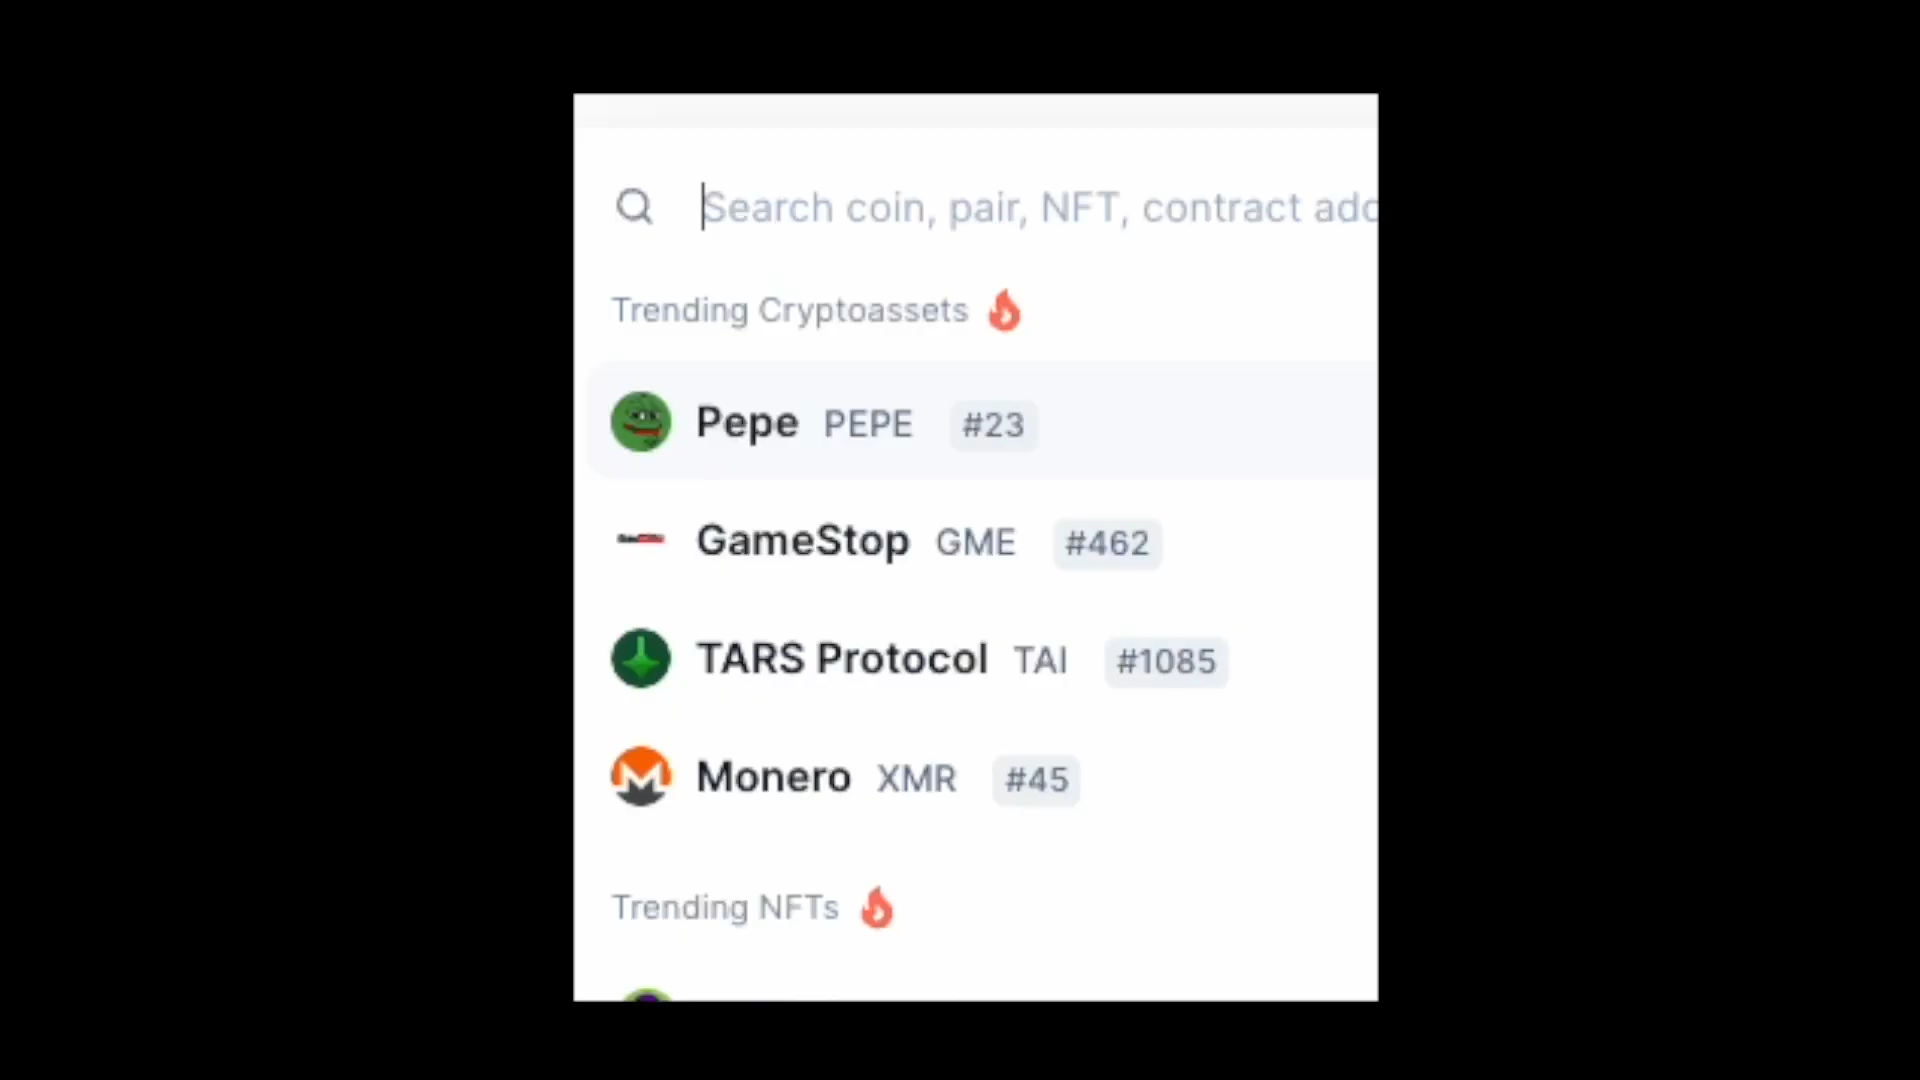 Search coin, pair, NFT, contract add
Trending Cryptoassets
Pepe PEPE #23
GameStop GME #462
TARS Protocol TAI #1085
Monero XMR #45
Trending NFTs